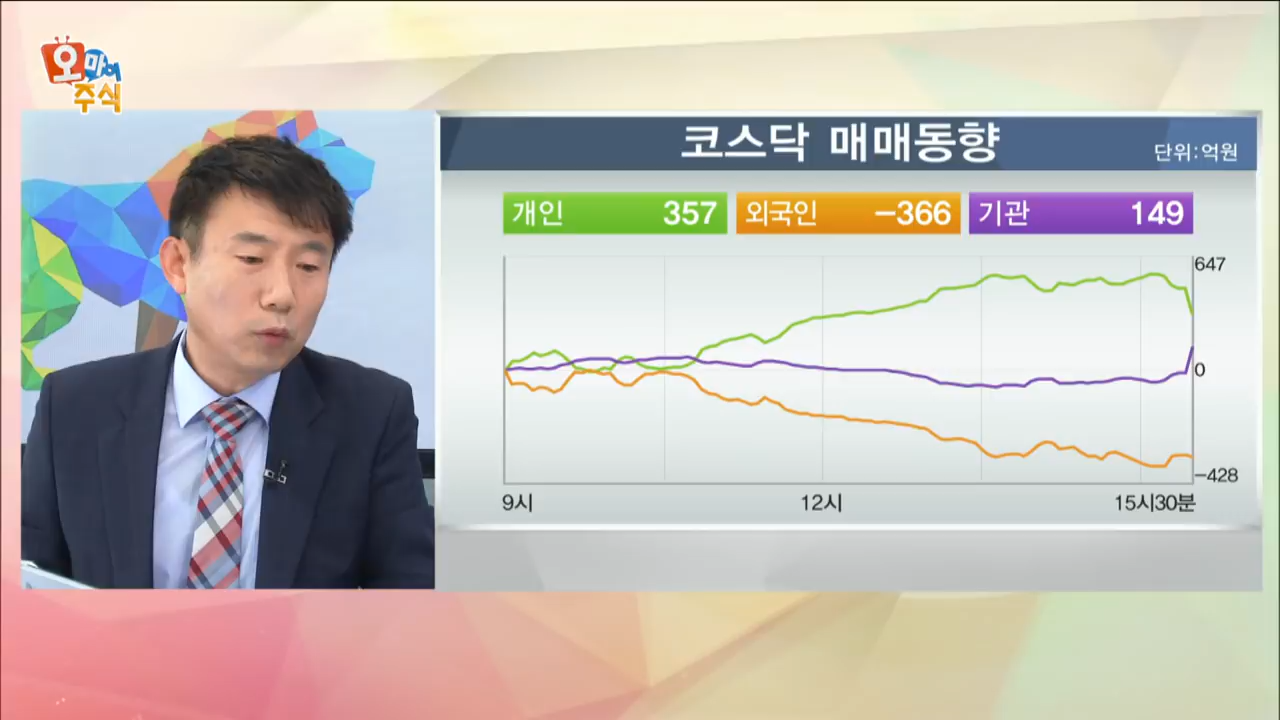 오마이
주식
코스닥 매매동향
단위:억원
개인 357 외국인 -366 기관 149
647
0
-428
9시 12시 15시30분